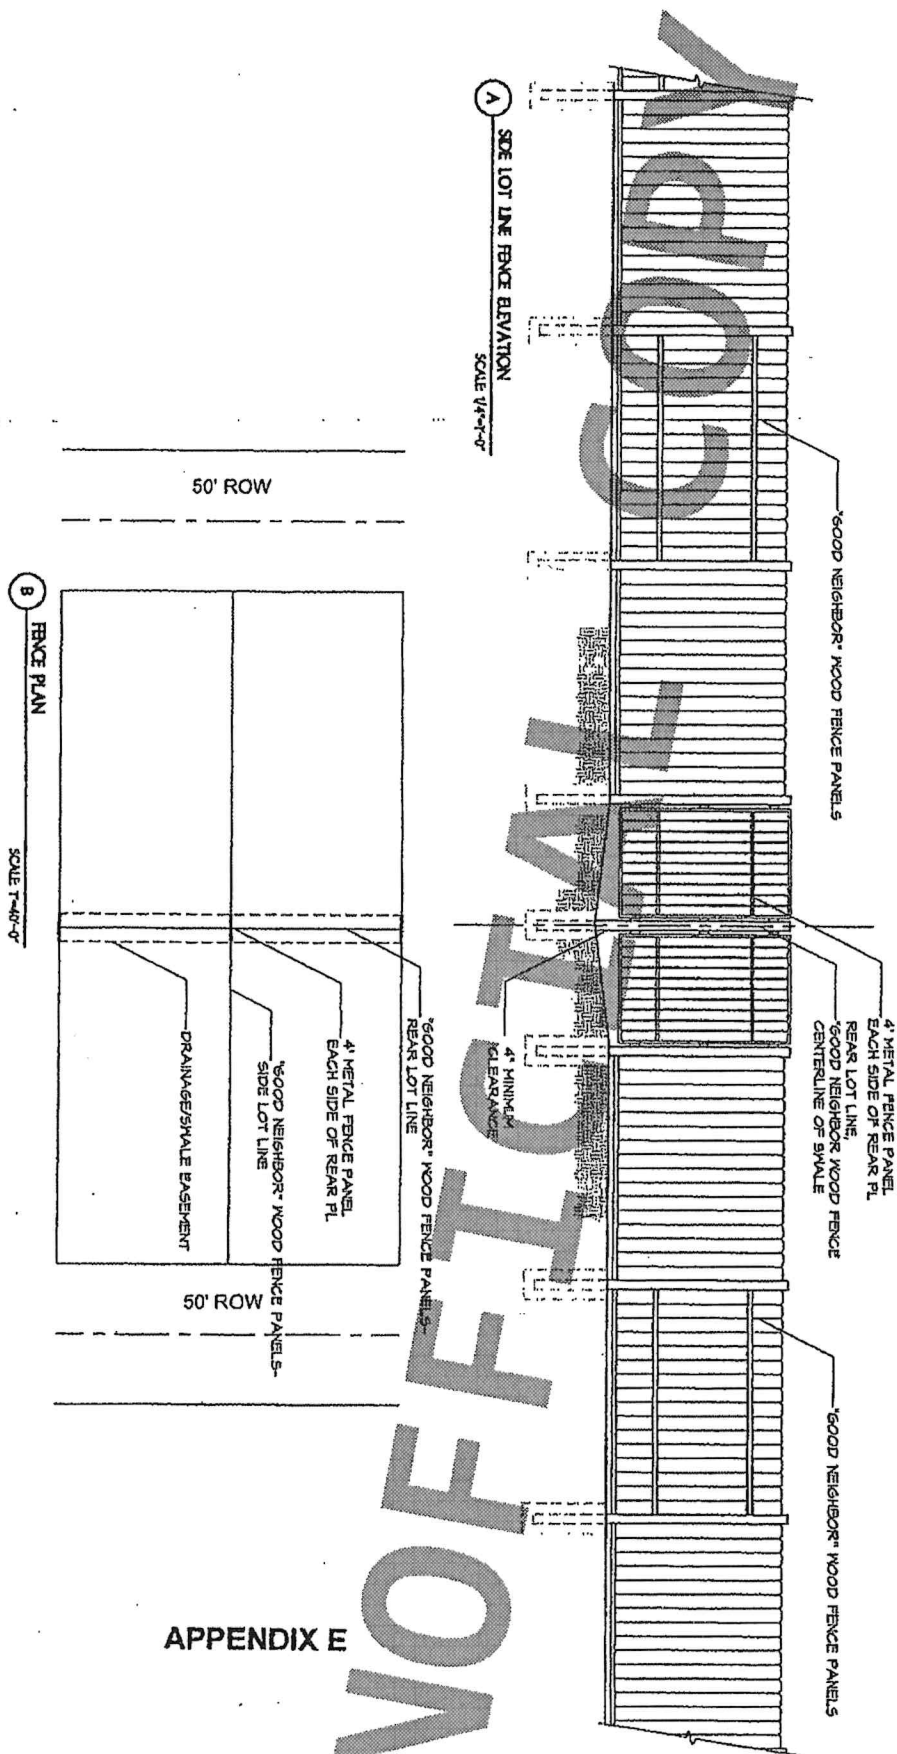 "GOOD NEIGHBOR" WOOD FENCE PANELS
4' METAL FENCE PANEL
EACH SIDE OF REAR PL
REAR LOT LINE,
"GOOD NEIGHBOR WOOD FENCE
CENTERLINE OF SWALE
"GOOD NEIGHBOR" WOOD FENCE PANELS
4" MINIMUM
CLEARANCE
A
SIDE LOT LINE FENCE ELEVATION
SCALE 1/4"=1'-0"
50' ROW
"GOOD NEIGHBOR" WOOD FENCE PANELS-
REAR LOT LINE
4' METAL FENCE PANEL
EACH SIDE OF REAR PL
"GOOD NEIGHBOR" WOOD FENCE PANELS-
SIDE LOT LINE
DRAINAGE/SWALE EASEMENT
50' ROW
B
FENCE PLAN
SCALE 1"=40'-0"
APPENDIX E
NOFFICIAL COPY